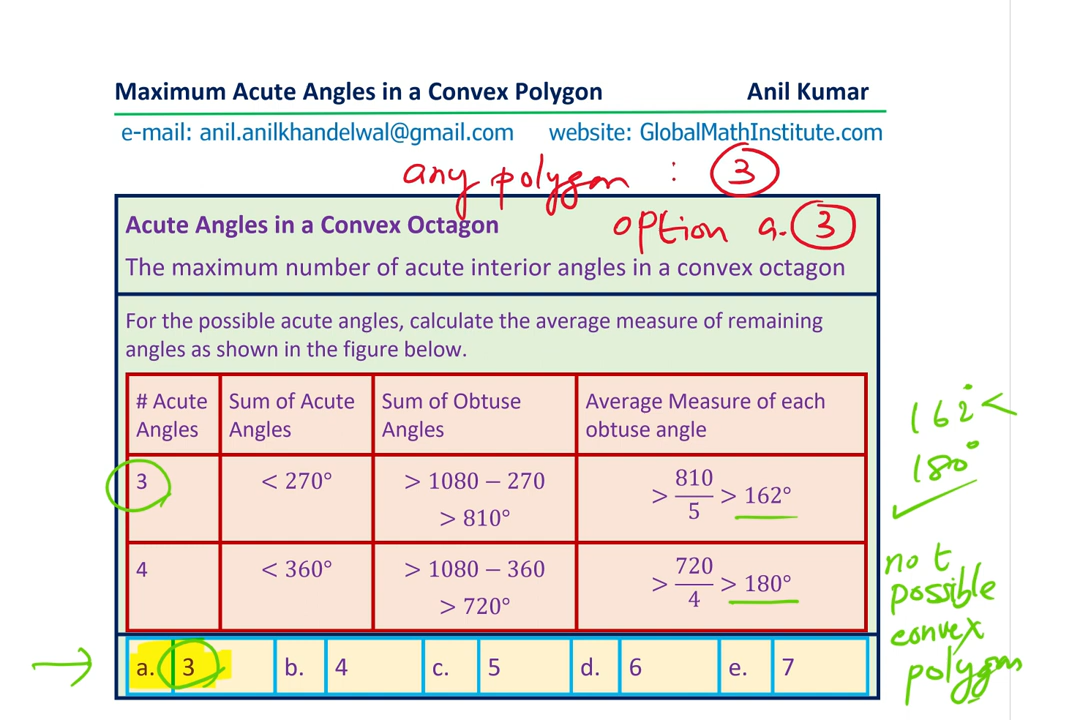 Maximum Acute Angles in a Convex Polygon Anil Kumar
e-mail: anil.anilkhandelwal@gmail.com website: GlobalMathInstitute.com
any polygon : 3
Acute Angles in a Convex Octagon
option a. 3
The maximum number of acute interior angles in a convex octagon
For the possible acute angles, calculate the average measure of remaining
angles as shown in the figure below.
# Acute Angles
Sum of Acute Angles
Sum of Obtuse Angles
Average Measure of each obtuse angle
3
< 270°
> 1080 − 270
> 810°
> 810/5 > 162°
162° <
180°
4
< 360°
> 1080 − 360
> 720°
> 720/4 > 180°
not
possible
convex
polygon
a. 3 b. 4 c. 5 d. 6 e. 7